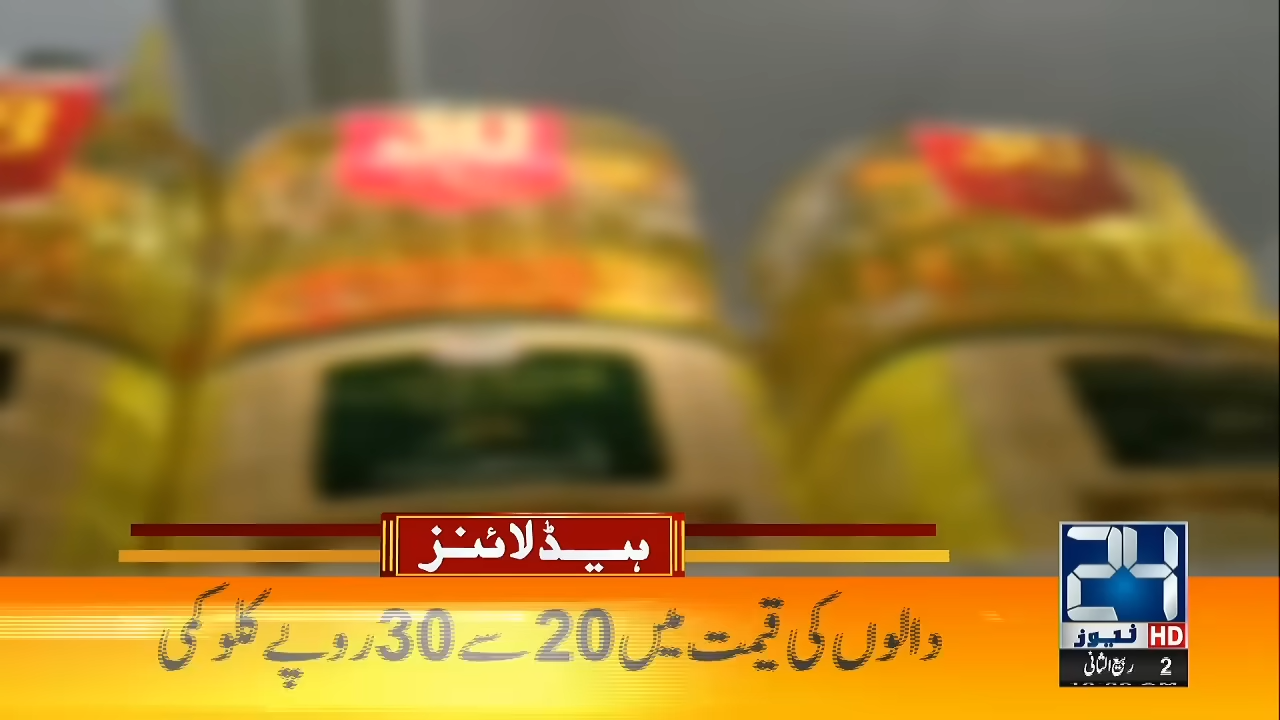 ہیڈلائنز
دالوں کی قیمت میں 20 سے 30 روپے کلو کمی
24
نیوز HD
2 ربیع الثانی